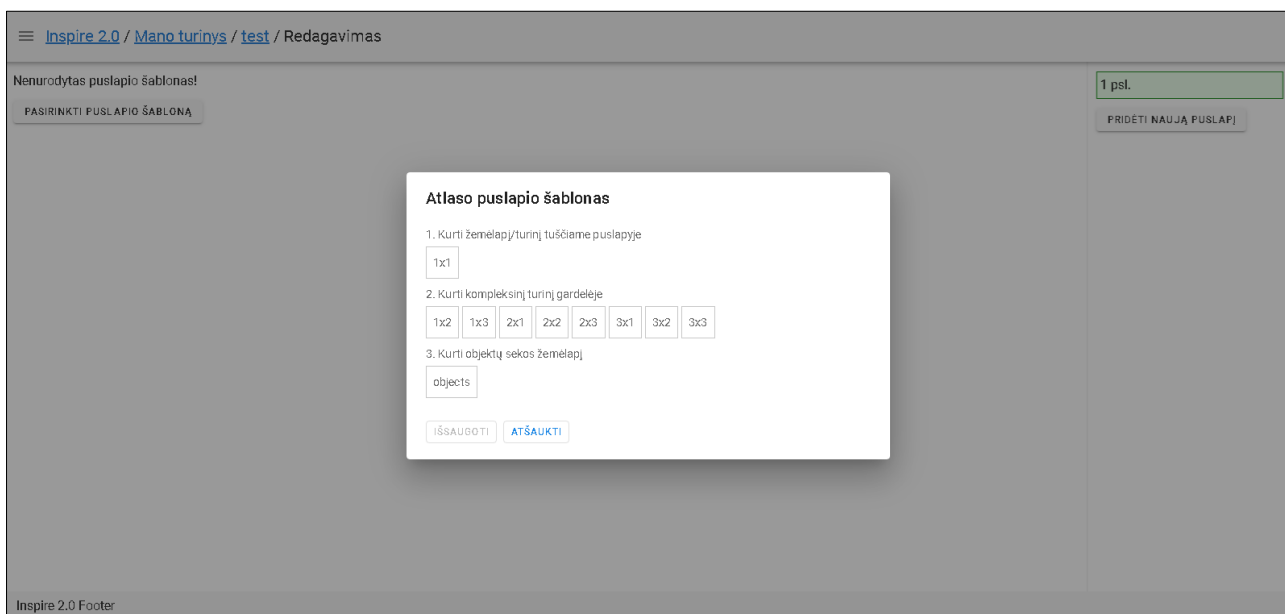 Inspire 2.0 / Mano turinys / test / Redagavimas
Nenurodytas puslapio šablonas!
PASIRINKTI PUSLAPIO ŠABLONĄ
1 psl.
PRIDĖTI NAUJĄ PUSLAPĮ
Atlaso puslapio šablonas
1. Kurti žemėlapį/turinį tuščiame puslapyje
1x1
2. Kurti kompleksinį turinį gardelėje
1x2 1x3 2x1 2x2 2x3 3x1 3x2 3x3
3. Kurti objektų sekos žemėlapį
objects
IŠSAUGOTI ATŠAUKTI
Inspire 2.0 Footer